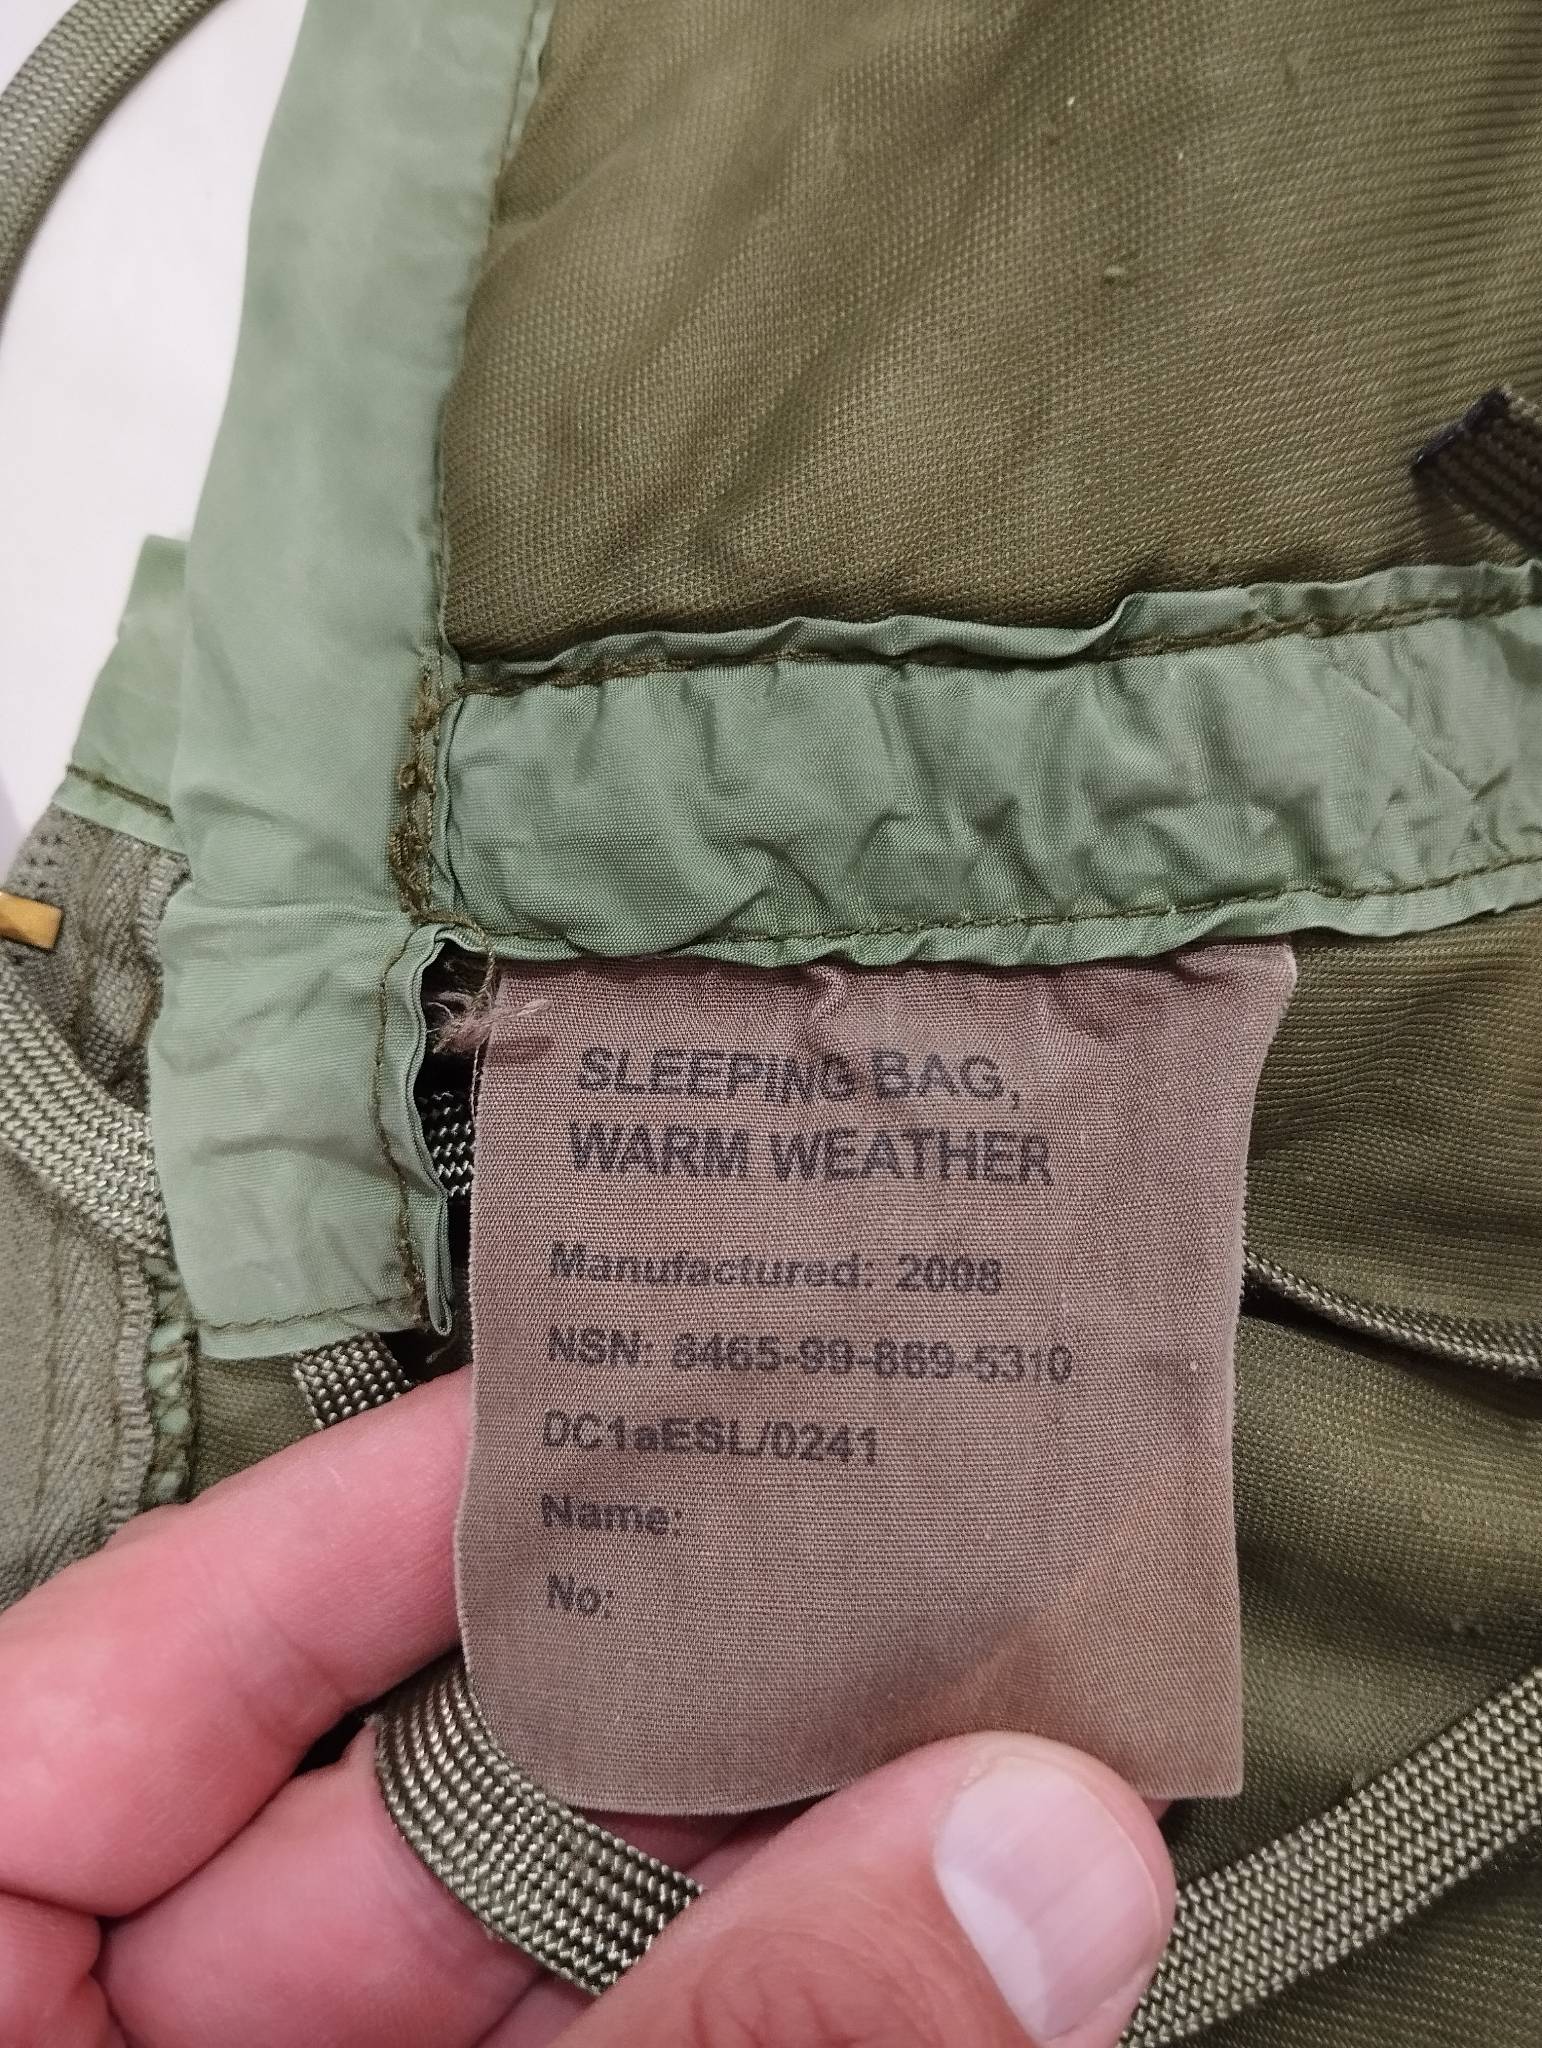 SLEEPING BAG,
WARM WEATHER
Manufactured: 2008
NSN: 8465-99-869-5310
DC1aESL/0241
Name:
No: